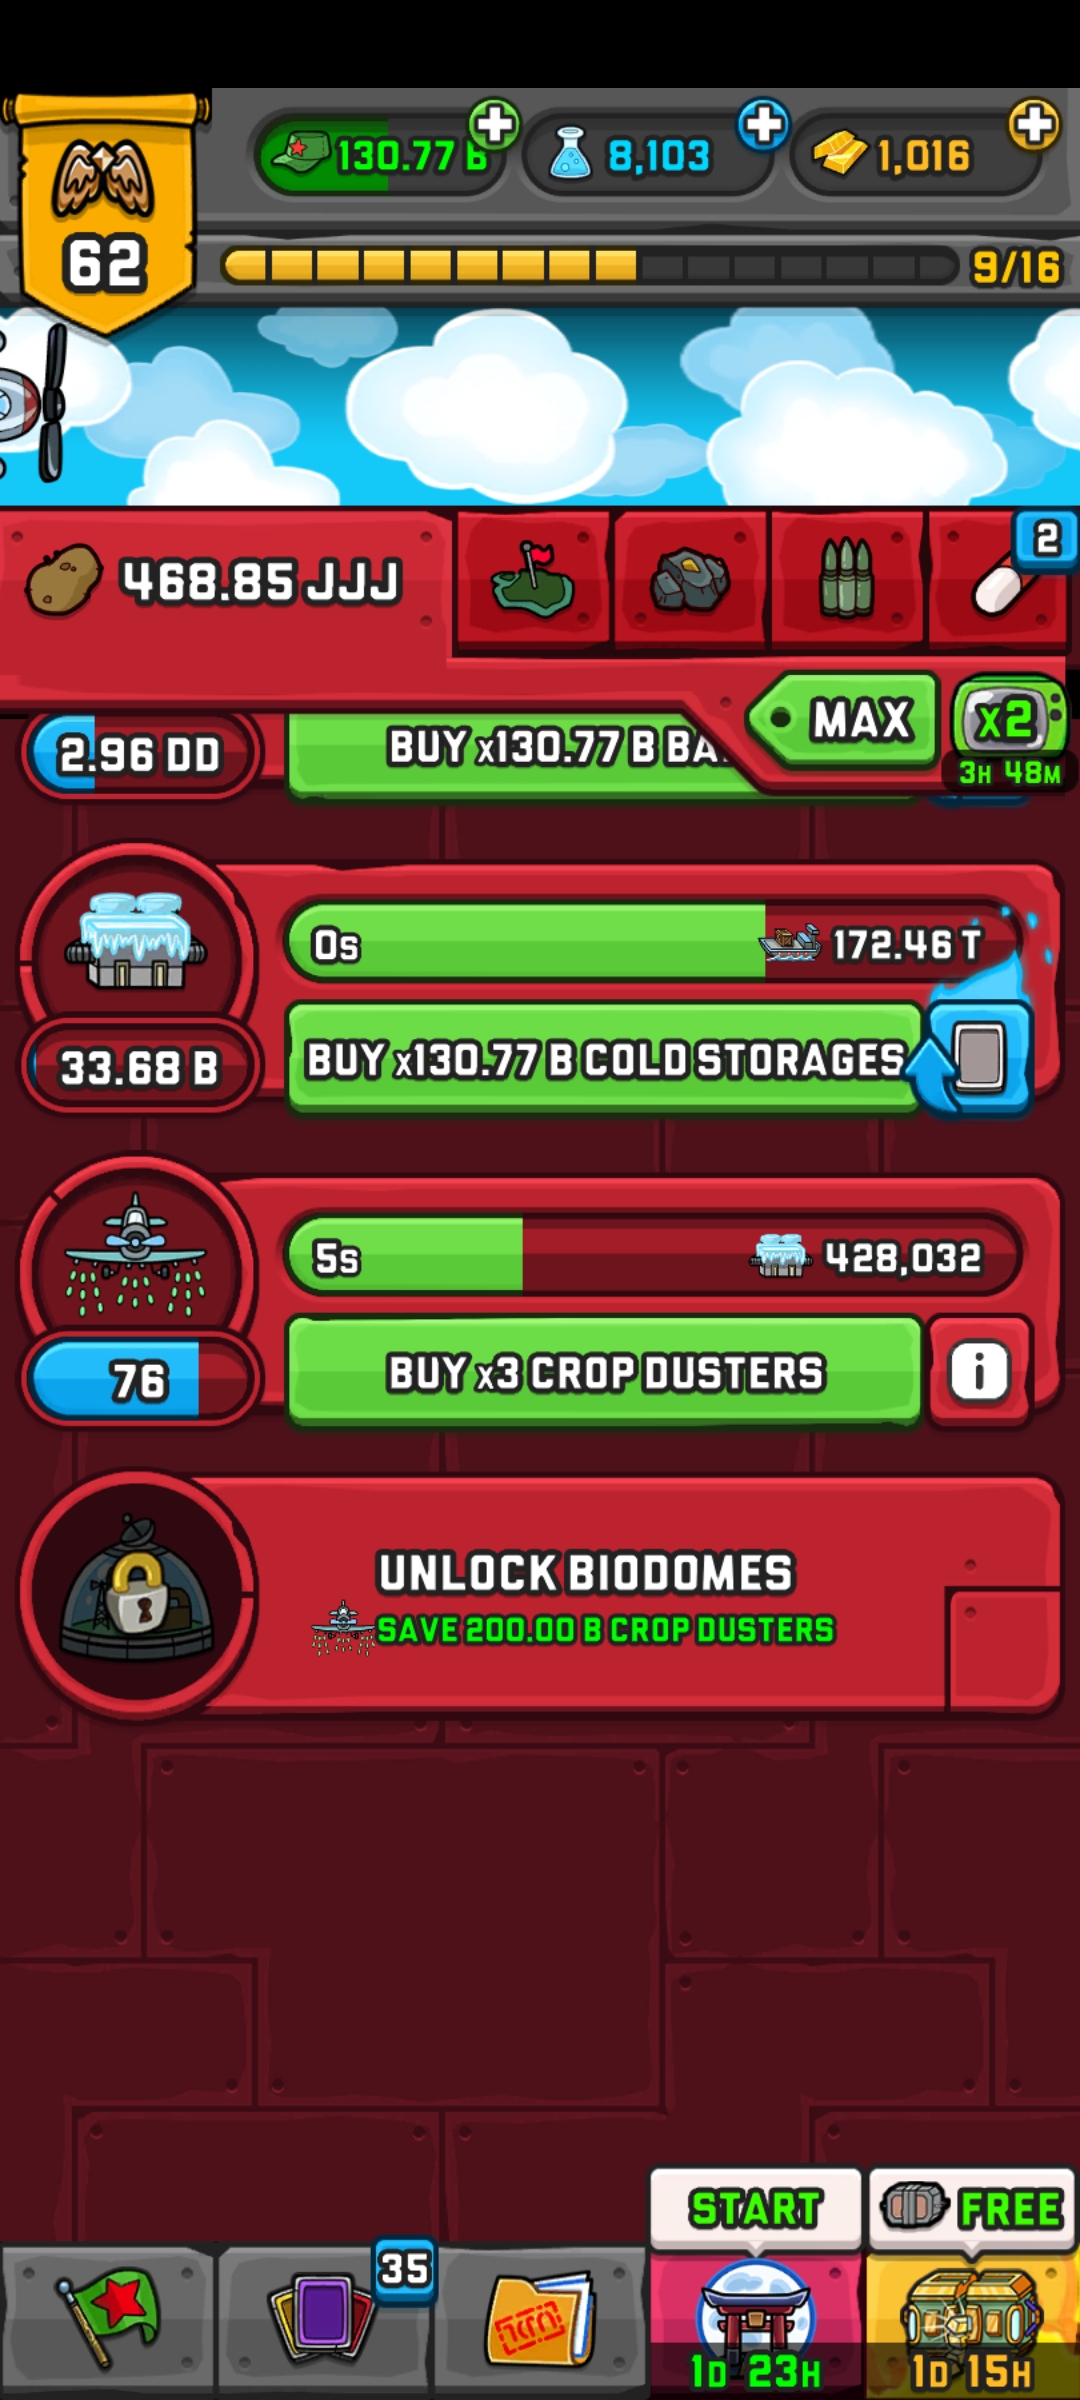 130.77 B
8,103
1,016
62
9/16
468.85 JJJ
2
MAX
x2
3H 48M
2.96 DD
BUY x130.77 B BA
0s
172.46 T
33.68 B
BUY x130.77 B COLD STORAGES
5s
428,032
76
BUY x3 CROP DUSTERS
i
UNLOCK BIODOMES
SAVE 200.00 B CROP DUSTERS
START
FREE
35
1D 23H
1D 15H